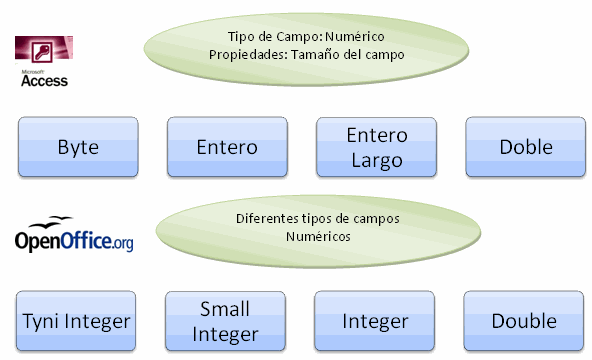 Tipo de Campo: Numérico
Propiedades: Tamaño del campo
Microsoft
Access
Byte
Entero
Entero
Largo
Doble
Diferentes tipos de campos
Numéricos
OpenOffice.org
Tyni Integer
Small
Integer
Integer
Double